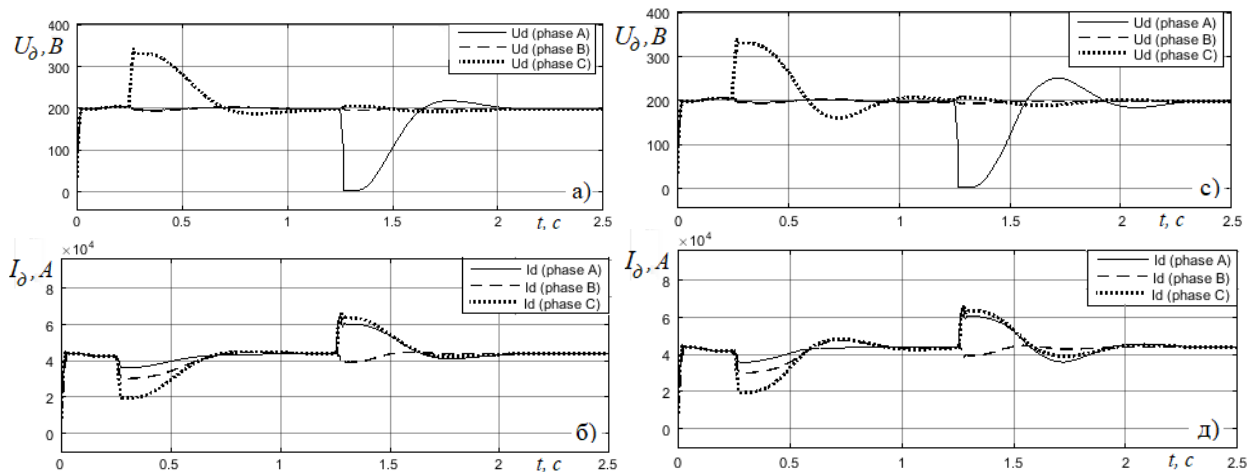 400
U∂, В
300
200
100
0
Ud (phase A)
Ud (phase B)
Ud (phase C)
а)
0 0.5 1 1.5 2 2.5
t, c
400
U∂, В
300
200
100
0
Ud (phase A)
Ud (phase B)
Ud (phase C)
с)
0 0.5 1 1.5 2 2.5
t, c
×10⁴
I∂, А
8
6
4
2
0
Id (phase A)
Id (phase B)
Id (phase C)
б)
0 0.5 1 1.5 2 2.5
t, c
×10⁴
I∂, А
8
6
4
2
0
Id (phase A)
Id (phase B)
Id (phase C)
д)
0 0.5 1 1.5 2 2.5
t, c